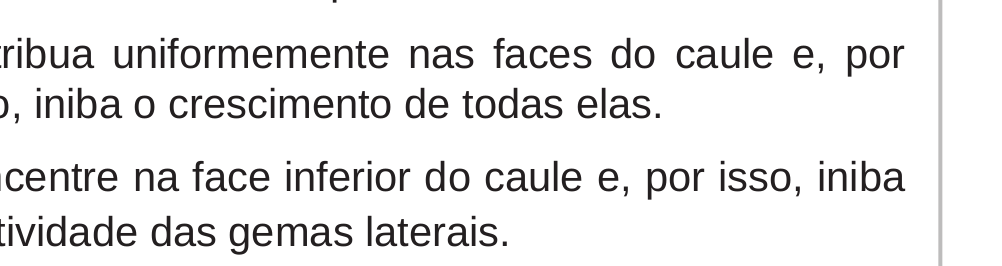 tribua uniformemente nas faces do caule e, por
o, iniba o crescimento de todas elas.
centre na face inferior do caule e, por isso, iniba
tividade das gemas laterais.